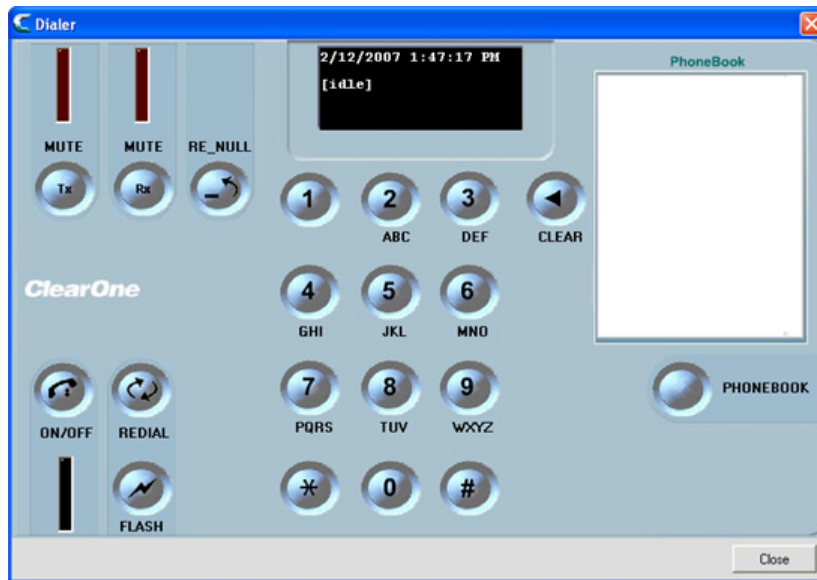 Dialer
2/12/2007 1:47:17 PM
[idle]
PhoneBook
MUTE MUTE RE_NULL
Tx Rx
1 2 3
ABC DEF CLEAR
ClearOne
4 5 6
GHI JKL MNO
7 8 9
PHONEBOOK
ON/OFF REDIAL PQRS TUV WXYZ
* 0 #
FLASH
Close